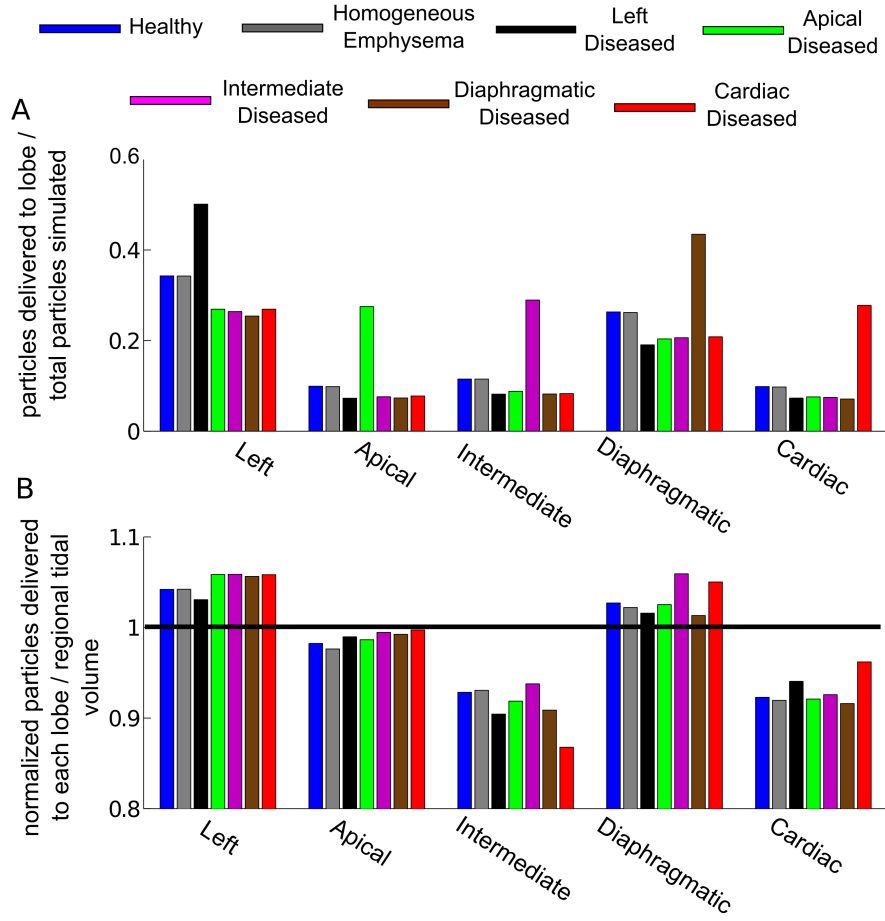 Healthy
Homogeneous
Emphysema
Left
Diseased
Apical
Diseased
Intermediate
Diseased
Diaphragmatic
Diseased
Cardiac
Diseased
A
particles delivered to lobe /
total particles simulated
0.6
0.4
0.2
0
Left
Apical
Intermediate
Diaphragmatic
Cardiac
B
normalized particles delivered
to each lobe / regional tidal
volume
1.1
1
0.9
0.8
Left
Apical
Intermediate
Diaphragmatic
Cardiac